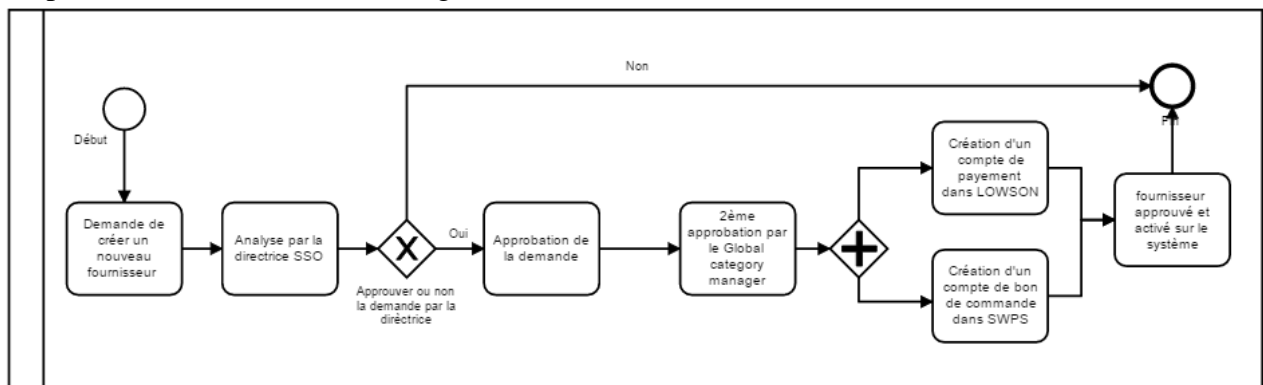 Non
Début
Fin
Création d'un
compte de
payement
dans LOWSON
Demande de
créer un
nouveau
fournisseur
Analyse par la
directrice SSO
X
Oui
Approbation de
la demande
2ème
approbation par
le Global
category
manager
fournisseur
approuvé et
activé sur le
système
Approuver ou non
la demande par la
dirèctrice
Création d'un
compte de bon
de commande
dans SWPS